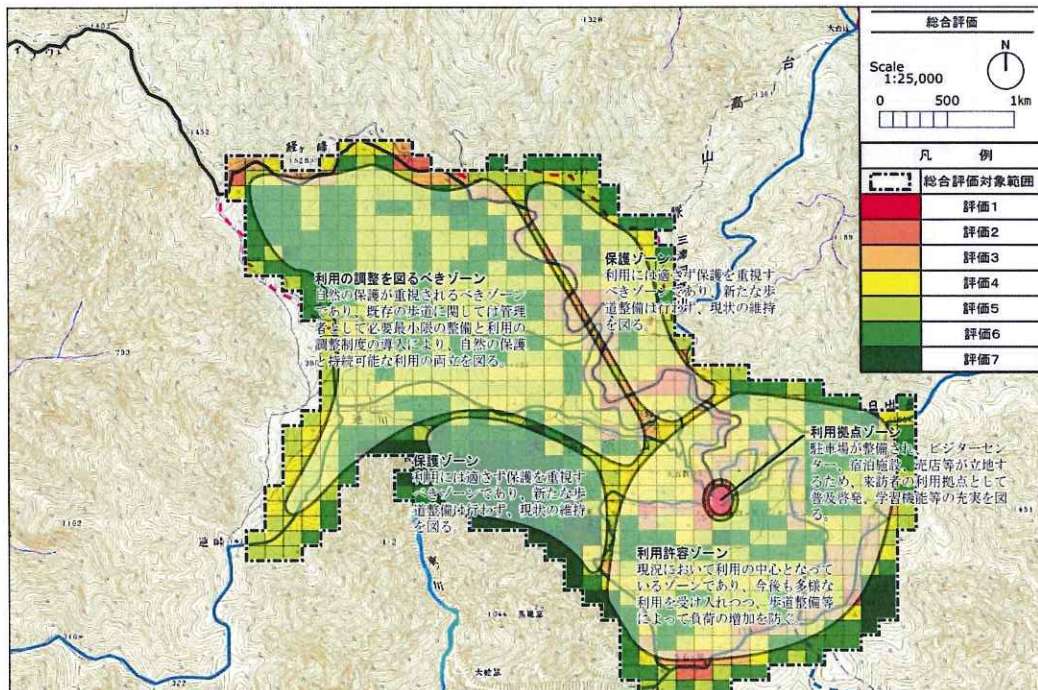 総合評価
N
Scale
1:25,000
0 500 1km
凡 例
総合評価対象範囲
評価1
評価2
評価3
評価4
評価5
評価6
評価7
利用の調整を図るべきゾーン
自然の保護が重視されるべきゾーン
であり、既存の歩道に関しては管理
者として必要最小限の整備と利用の
調整制度の導入により、自然の保護
と持続可能な利用の両立を図る。
保護ゾーン
利用には適さず保護を重視す
べきゾーンであり、新たな歩
道整備は行わず、現状の維持
を図る。
保護ゾーン
利用には適さず保護を重視す
べきゾーンであり、新たな歩
道整備は行わず、現状の維持
を図る。
利用拠点ゾーン
駐車場が整備され、ビジターセン
ター、宿泊施設、売店等が立地す
るため、来訪者の利用拠点として
普及啓発、学習機能等の充実を図
る。
利用許容ゾーン
現況において利用の中心となって
いるゾーンであり、今後も多様な
利用を受け入れつつ、歩道整備等
によって負荷の増加を防ぐ。
経ヶ峰
台
高
山
日出
1402
1328
1452
793
1162
322